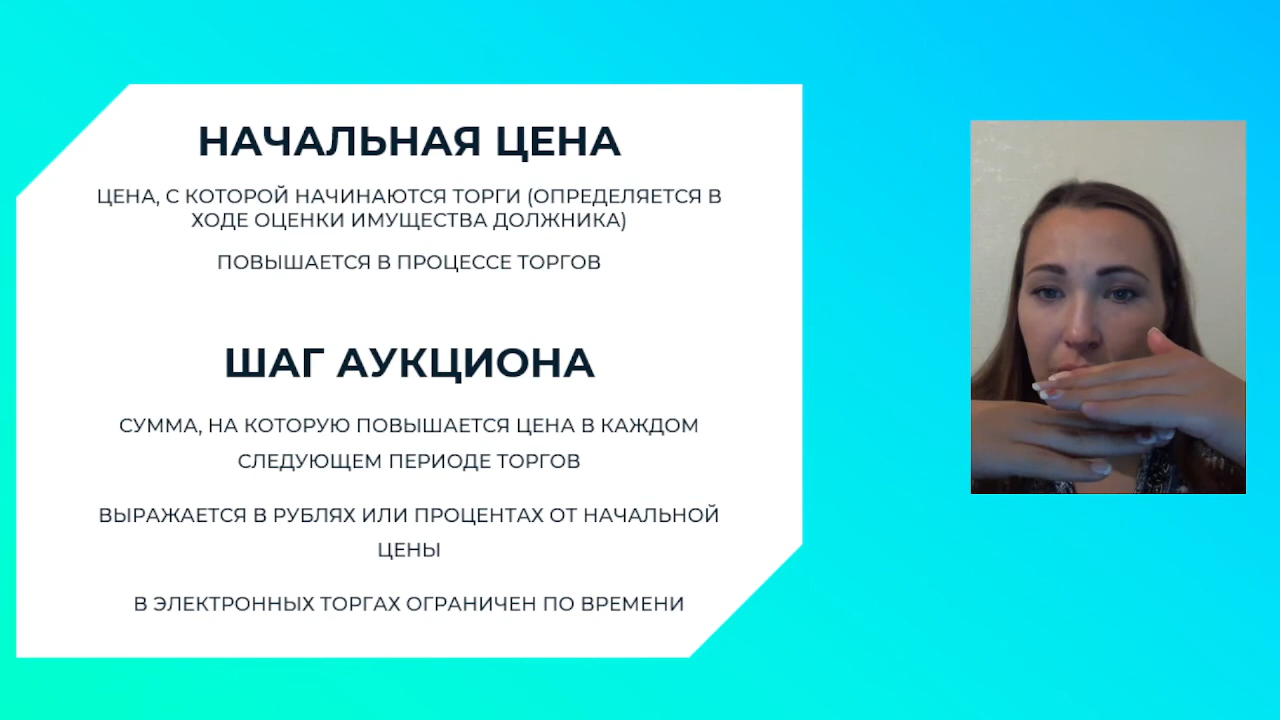 НАЧАЛЬНАЯ ЦЕНА
ЦЕНА, С КОТОРОЙ НАЧИНАЮТСЯ ТОРГИ (ОПРЕДЕЛЯЕТСЯ В
ХОДЕ ОЦЕНКИ ИМУЩЕСТВА ДОЛЖНИКА)
ПОВЫШАЕТСЯ В ПРОЦЕССЕ ТОРГОВ
ШАГ АУКЦИОНА
СУММА, НА КОТОРУЮ ПОВЫШАЕТСЯ ЦЕНА В КАЖДОМ
СЛЕДУЮЩЕМ ПЕРИОДЕ ТОРГОВ
ВЫРАЖАЕТСЯ В РУБЛЯХ ИЛИ ПРОЦЕНТАХ ОТ НАЧАЛЬНОЙ
ЦЕНЫ
В ЭЛЕКТРОННЫХ ТОРГАХ ОГРАНИЧЕН ПО ВРЕМЕНИ